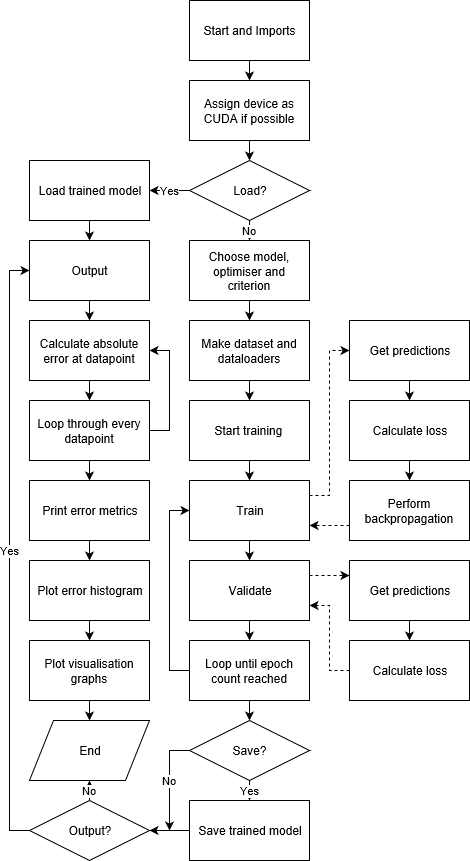 Start and Imports
Assign device as
CUDA if possible
Load?
Yes
No
Load trained model
Output
Calculate absolute
error at datapoint
Loop through every
datapoint
Print error metrics
Plot error histogram
Plot visualisation
graphs
End
Yes
Choose model,
optimiser and
criterion
Make dataset and
dataloaders
Start training
Train
Validate
Loop until epoch
count reached
Save?
No
Yes
Save trained model
Output?
No
Get predictions
Calculate loss
Perform
backpropagation
Get predictions
Calculate loss